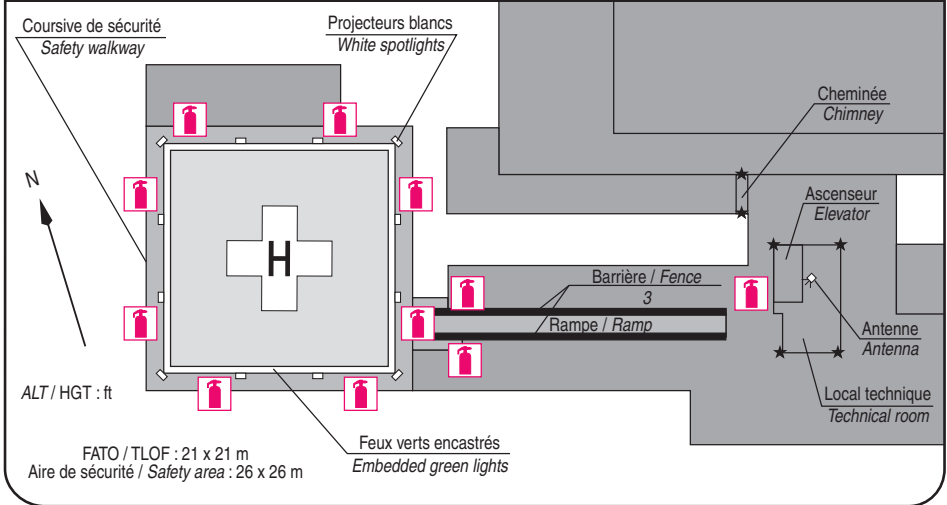 Coursive de sécurité
Safety walkway
Projecteurs blancs
White spotlights
Cheminée
Chimney
N
Ascenseur
Elevator
H
Barrière / Fence
3
Rampe / Ramp
Antenne
Antenna
ALT / HGT : ft
Local technique
Technical room
Feux verts encastrés
Embedded green lights
FATO / TLOF : 21 x 21 m
Aire de sécurité / Safety area : 26 x 26 m